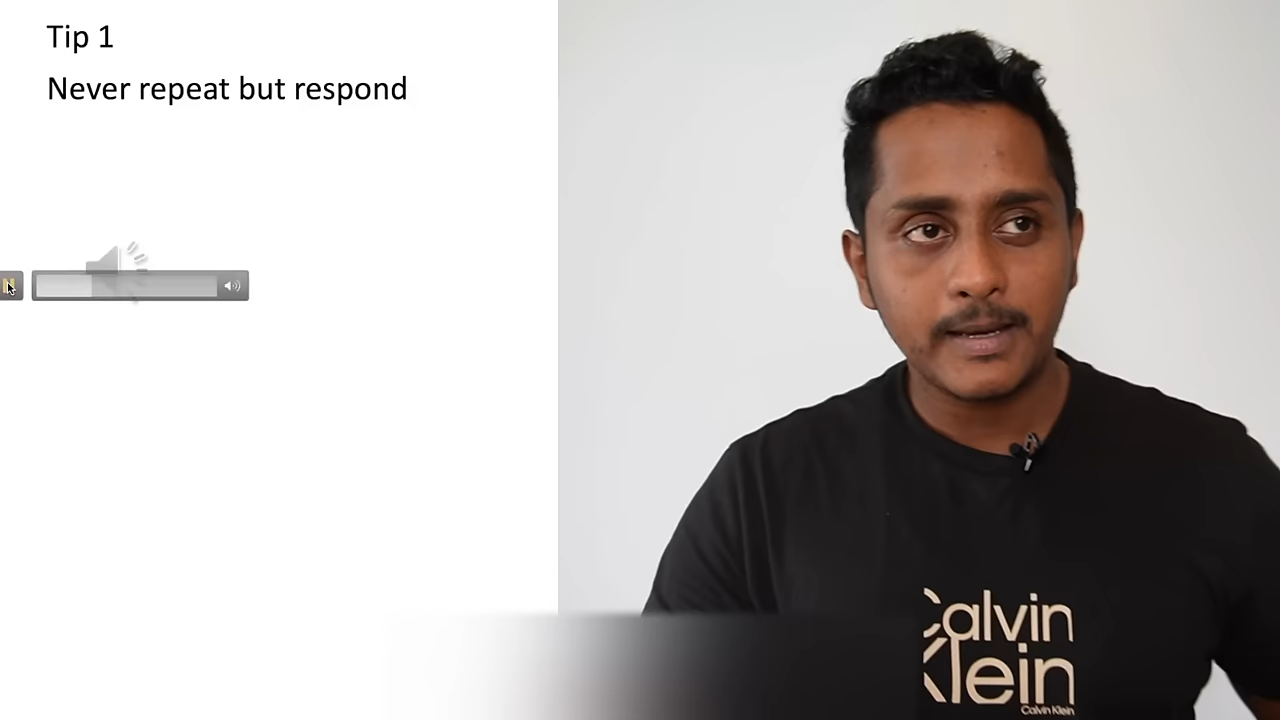 Tip 1
Never repeat but respond
Calvin
Klein
Calvin Klein